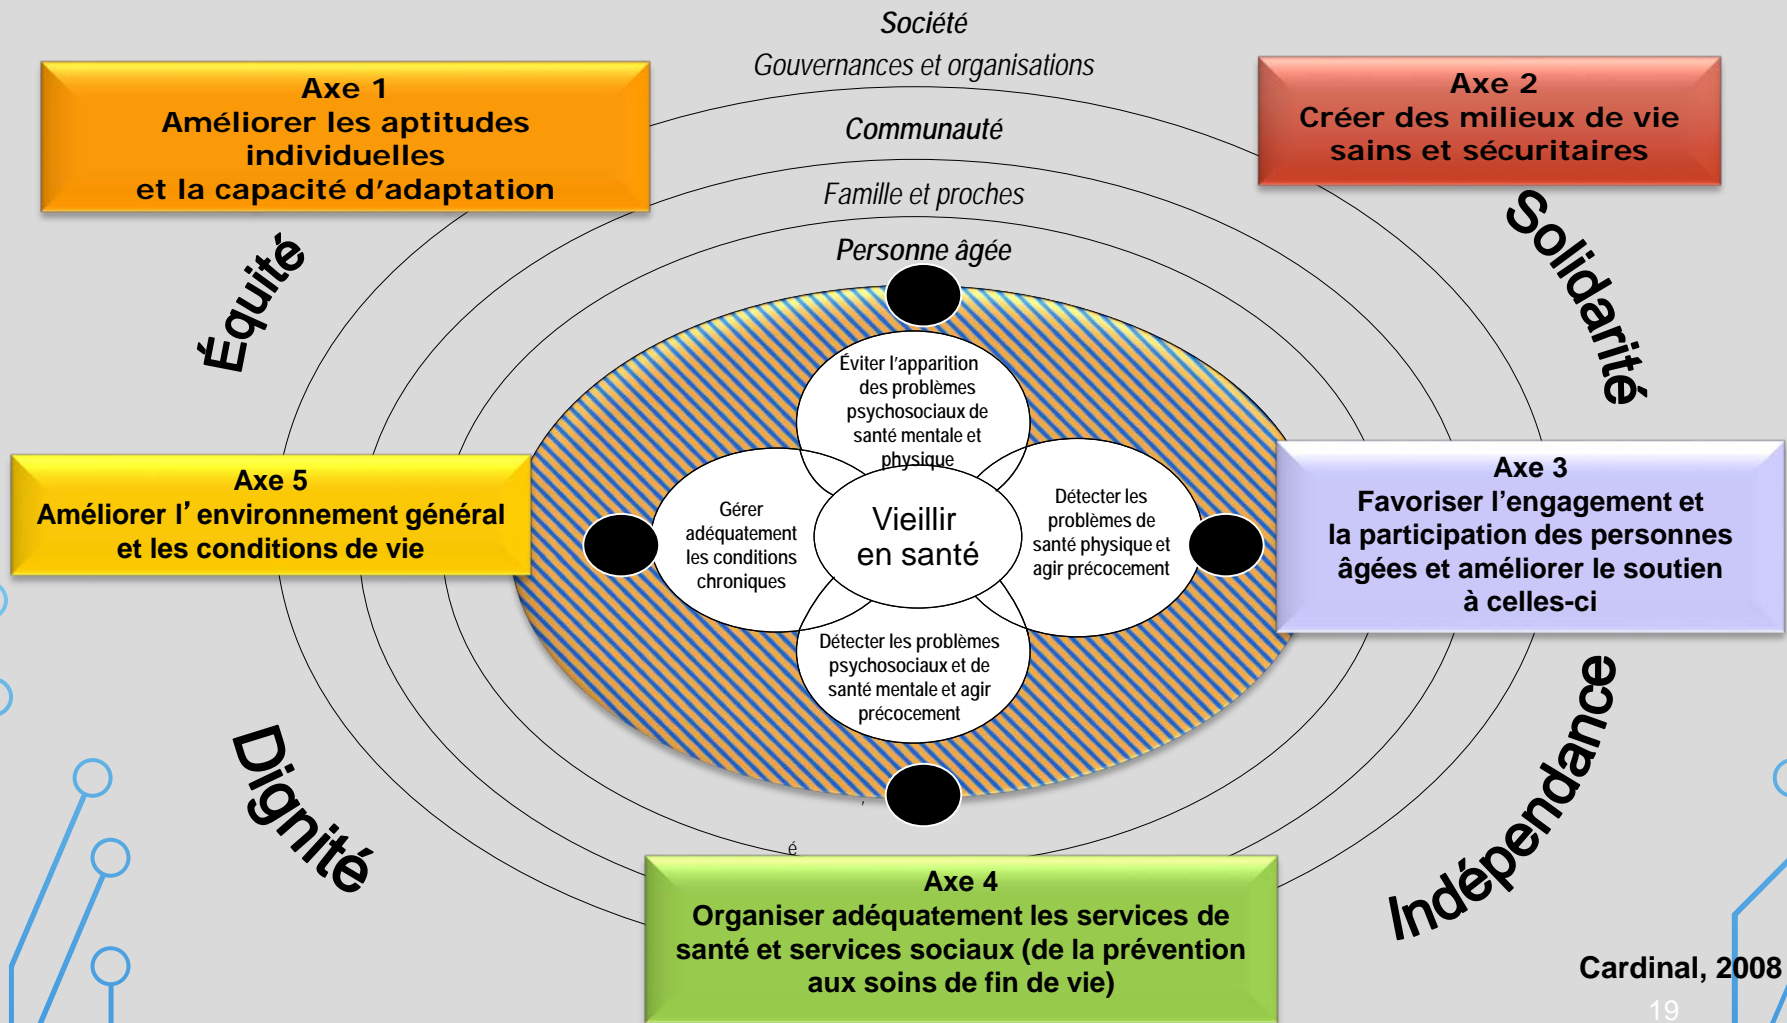 Société
Gouvernances et organisations
Communauté
Famille et proches
Personne âgée
Axe 1
Améliorer les aptitudes
individuelles
et la capacité d'adaptation
Axe 2
Créer des milieux de vie
sains et sécuritaires
Équité
Solidarité
Éviter l'apparition
des problèmes
psychosociaux de
santé mentale et
physique
Axe 5
Améliorer l' environnement général
et les conditions de vie
Gérer
adéquatement
les conditions
chroniques
Vieillir
en santé
Détecter les
problèmes de
santé physique et
agir précocement
Axe 3
Favoriser l'engagement et
la participation des personnes
âgées et améliorer le soutien
à celles-ci
Détecter les problèmes
psychosociaux et de
santé mentale et agir
précocement
Dignité
Indépendance
'
é
Axe 4
Organiser adéquatement les services de
santé et services sociaux (de la prévention
aux soins de fin de vie)
Cardinal, 2008
19